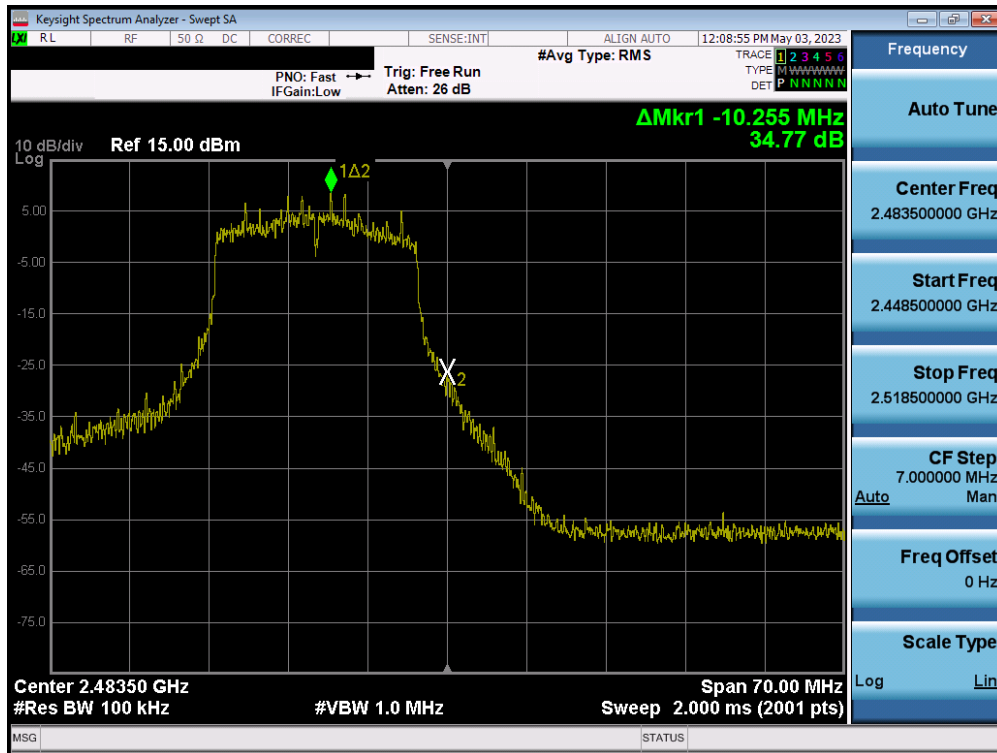 Keysight Spectrum Analyzer - Swept SA
LXI RL RF 50 Ω DC CORREC SENSE:INT ALIGN AUTO 12:08:55 PM May 03, 2023
Frequency
#Avg Type: RMS
TRACE 1 2 3 4 5 6
PNO: Fast Trig: Free Run
TYPE M WWWWW
IFGain:Low Atten: 26 dB
DET P N N N N N
Auto Tune
ΔMkr1 -10.255 MHz
34.77 dB
10 dB/div Ref 15.00 dBm
Log
1Δ2
Center Freq
2.483500000 GHz
5.00
-5.00
Start Freq
2.448500000 GHz
-15.0
-25.0
2
Stop Freq
2.518500000 GHz
-35.0
-45.0
CF Step
7.000000 MHz
Auto Man
-55.0
Freq Offset
0 Hz
-65.0
-75.0
Scale Type
Log Lin
Center 2.48350 GHz Span 70.00 MHz
#Res BW 100 kHz #VBW 1.0 MHz Sweep 2.000 ms (2001 pts)
MSG STATUS